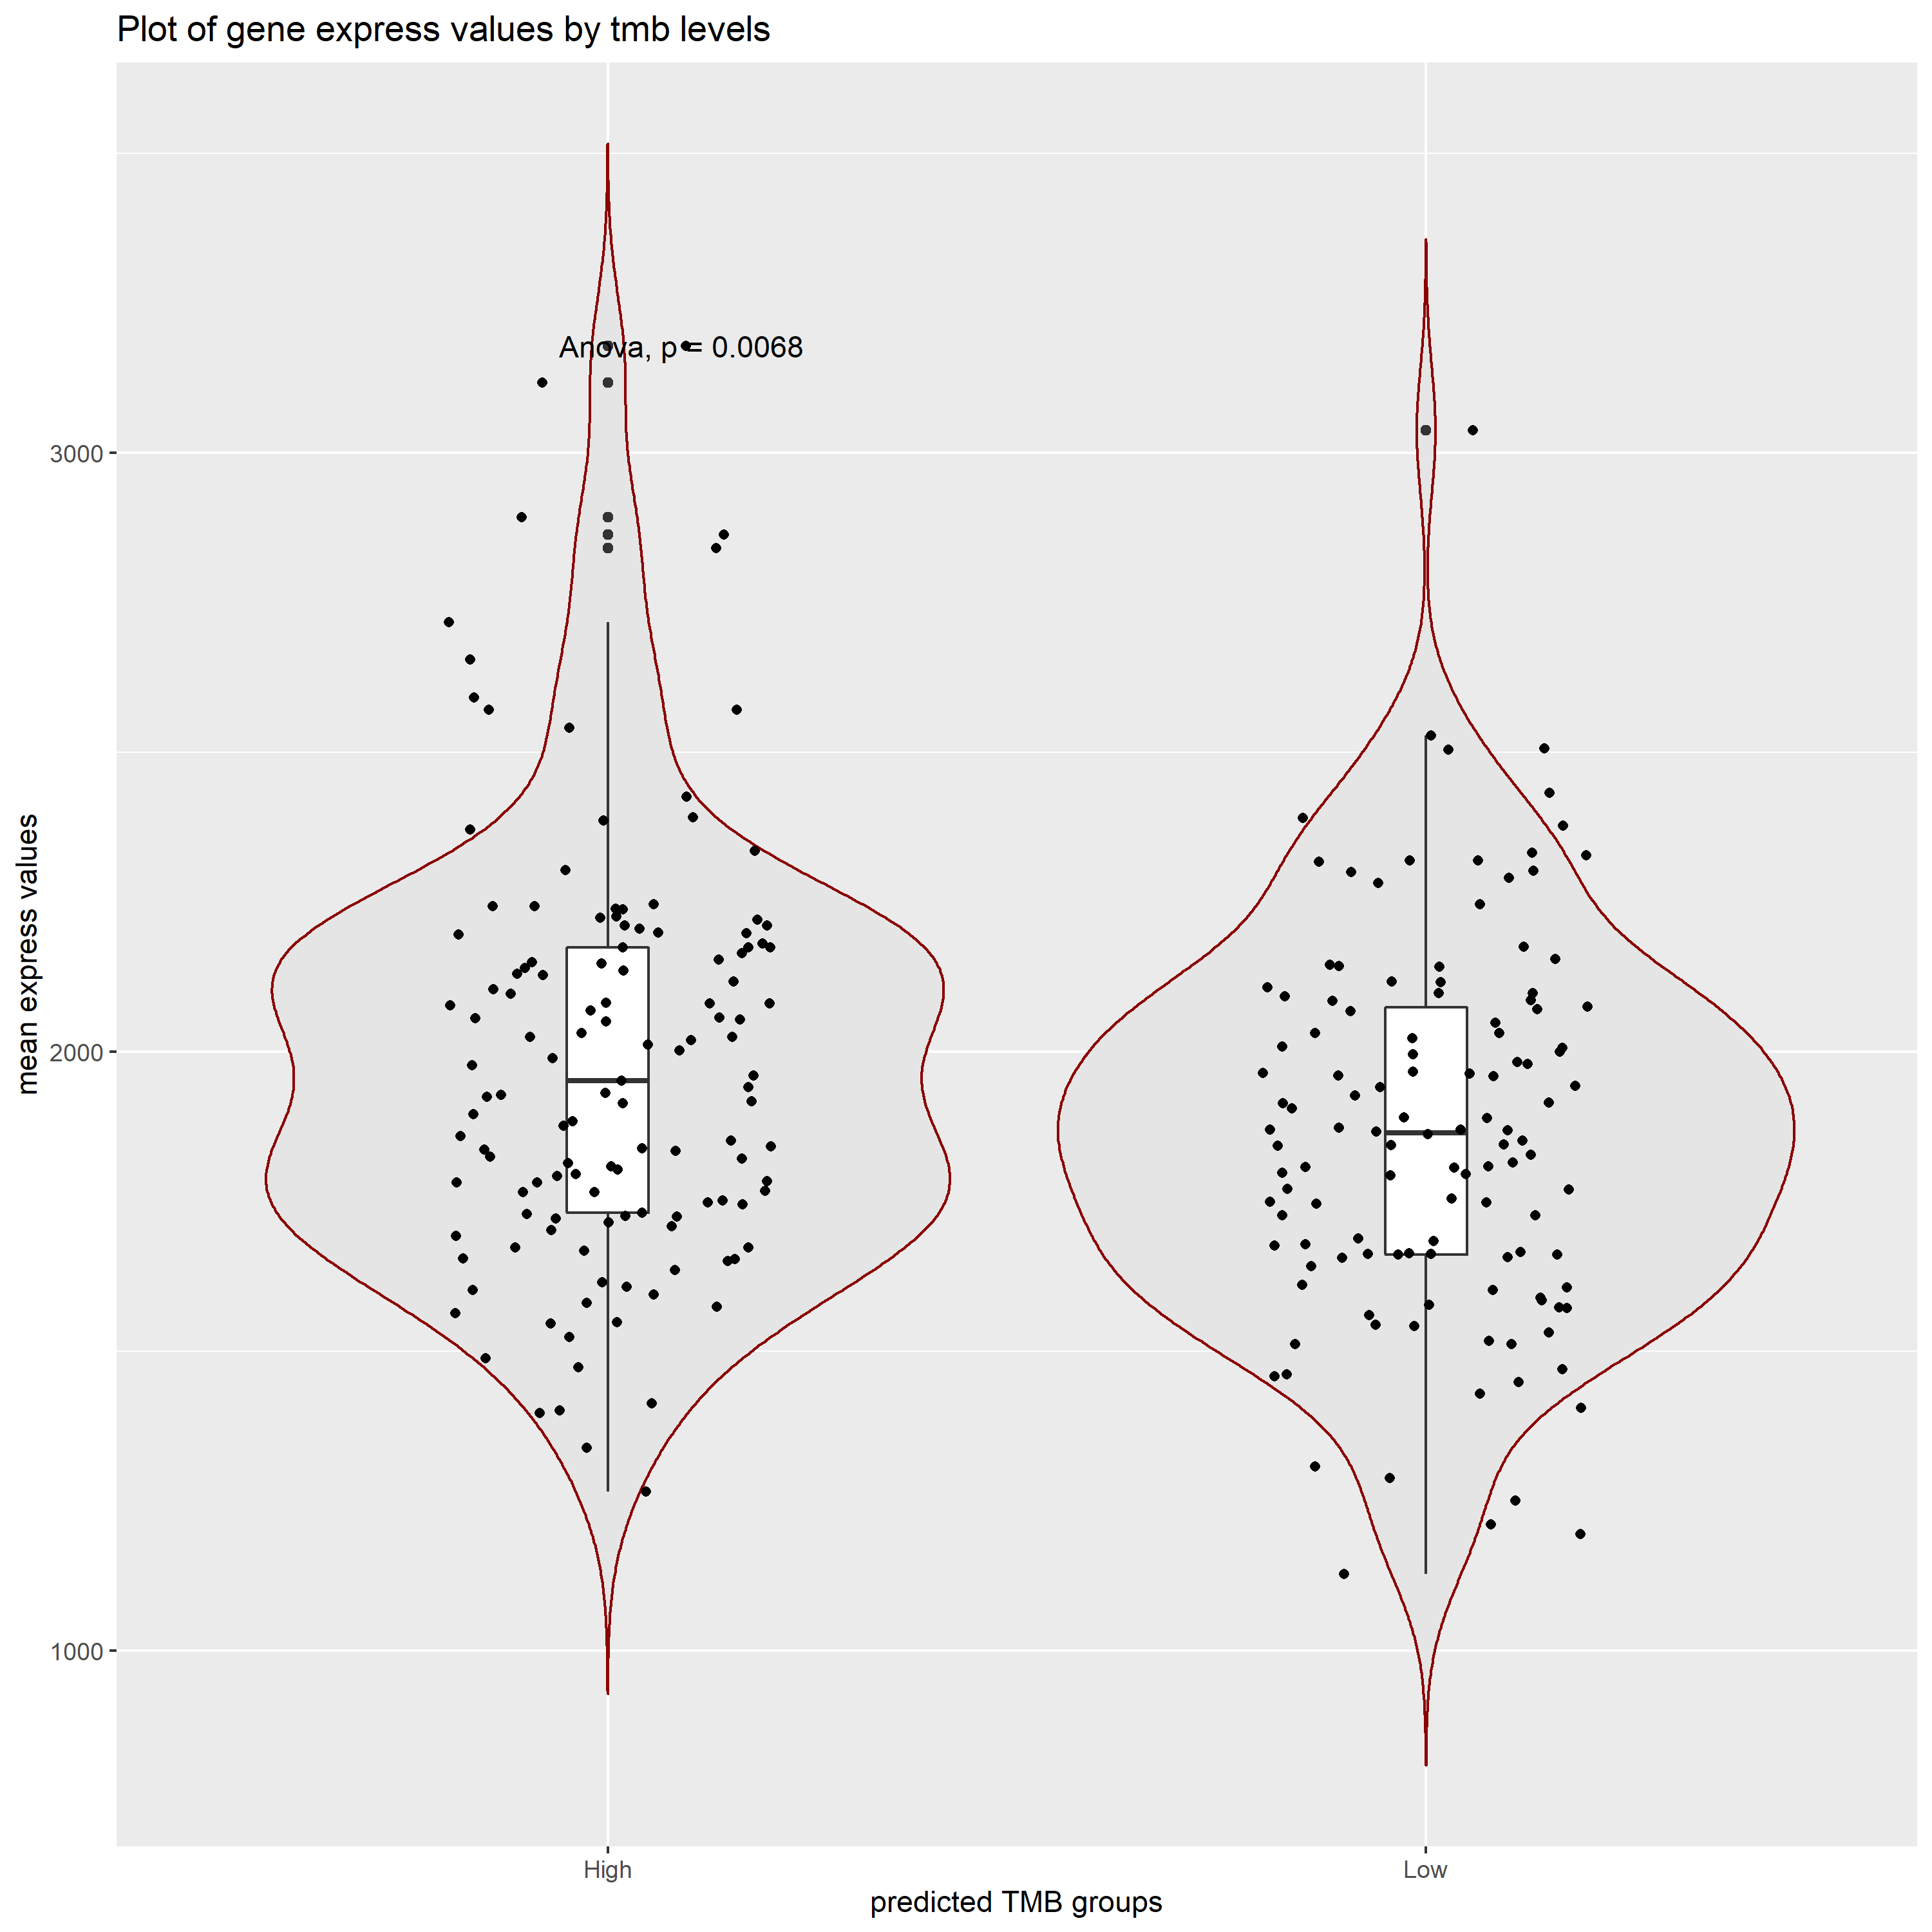 Plot of gene express values by tmb levels
Anova, p = 0.0068
3000
2000
1000
mean express values
High
Low
predicted TMB groups